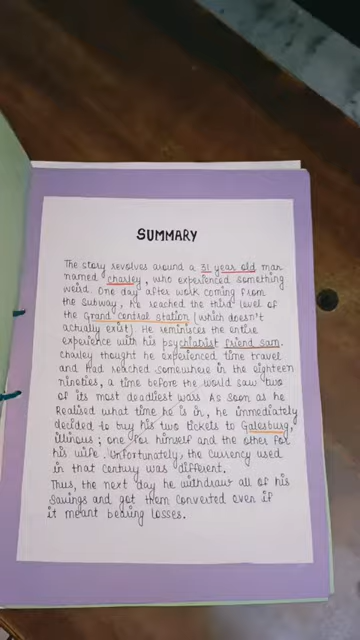 SUMMARY
The story revolves around a 31 year old man
named charley, who experienced something
weird. One day after work coming from
the subway, he reached the third level of
the Grand central station (which doesn't
actually exist). He reminisces the entire
experience with his psychiatist friend sam.
charley thought he experienced time travel
and had reached somewhere in the eighteen
nineties, a time before the world saw two
of its most deadliest wars. As soon as he
Realised what time he is in, he immediately
decided to buy his two tickets to Galesburg,
illinois; one for himself and the other for
his wife. Unfortunately, the currency used
in that century was different.
Thus, the next day he withdraw all of his
savings and got them converted even if
it meant bearing losses.